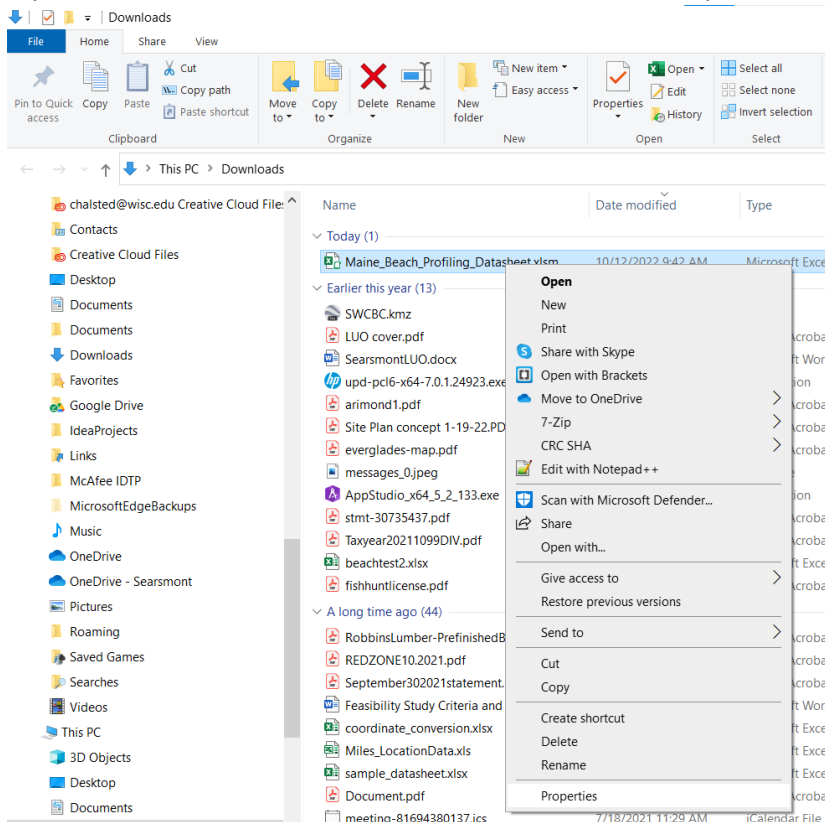 Downloads
File Home Share View
Pin to Quick access
Copy
Paste
Cut
Copy path
Paste shortcut
Move to
Copy to
Delete
Rename
New folder
New item
Easy access
Properties
Open
Edit
History
Select all
Select none
Invert selection
Clipboard Organize New Open Select
This PC > Downloads
chalsted@wisc.edu Creative Cloud File
Contacts
Creative Cloud Files
Desktop
Documents
Documents
Downloads
Favorites
Google Drive
IdeaProjects
Links
McAfee IDTP
MicrosoftEdgeBackups
Music
OneDrive
OneDrive - Searsmont
Pictures
Roaming
Saved Games
Searches
Videos
This PC
3D Objects
Desktop
Documents
Name Date modified Type
Today (1)
Maine_Beach_Profiling_Datasheet.xlsm 10/12/2022 9:42 AM Microsoft Exce
Earlier this year (13)
SWCBC.kmz
LUO cover.pdf
SearsmontLUO.docx
upd-pcl6-x64-7.0.1.24923.exe
arimond1.pdf
Site Plan concept 1-19-22.PD
everglades-map.pdf
messages_0.jpeg
AppStudio_x64_5_2_133.exe
stmt-30735437.pdf
Taxyear20211099DIV.pdf
beachtest2.xlsx
fishhuntlicense.pdf
A long time ago (44)
RobbinsLumber-PrefinishedB
REDZONE10.2021.pdf
September302021statement.
Feasibility Study Criteria and
coordinate_conversion.xlsx
Miles_LocationData.xls
sample_datasheet.xlsx
Document.pdf
meeting-81694380137.ics 7/18/2021 11:29 AM iCalendar File
Open
New
Print
Share with Skype
Open with Brackets
Move to OneDrive
7-Zip
CRC SHA
Edit with Notepad++
Scan with Microsoft Defender...
Share
Open with...
Give access to
Restore previous versions
Send to
Cut
Copy
Create shortcut
Delete
Rename
Properties